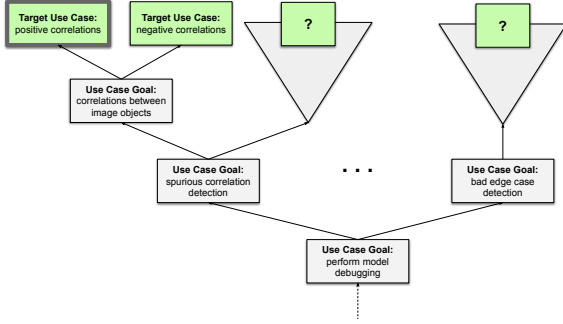 Target Use Case:
positive correlations
Target Use Case:
negative correlations
?
?
Use Case Goal:
correlations between
image objects
Use Case Goal:
spurious correlation
detection
. . .
Use Case Goal:
bad edge case
detection
Use Case Goal:
perform model
debugging